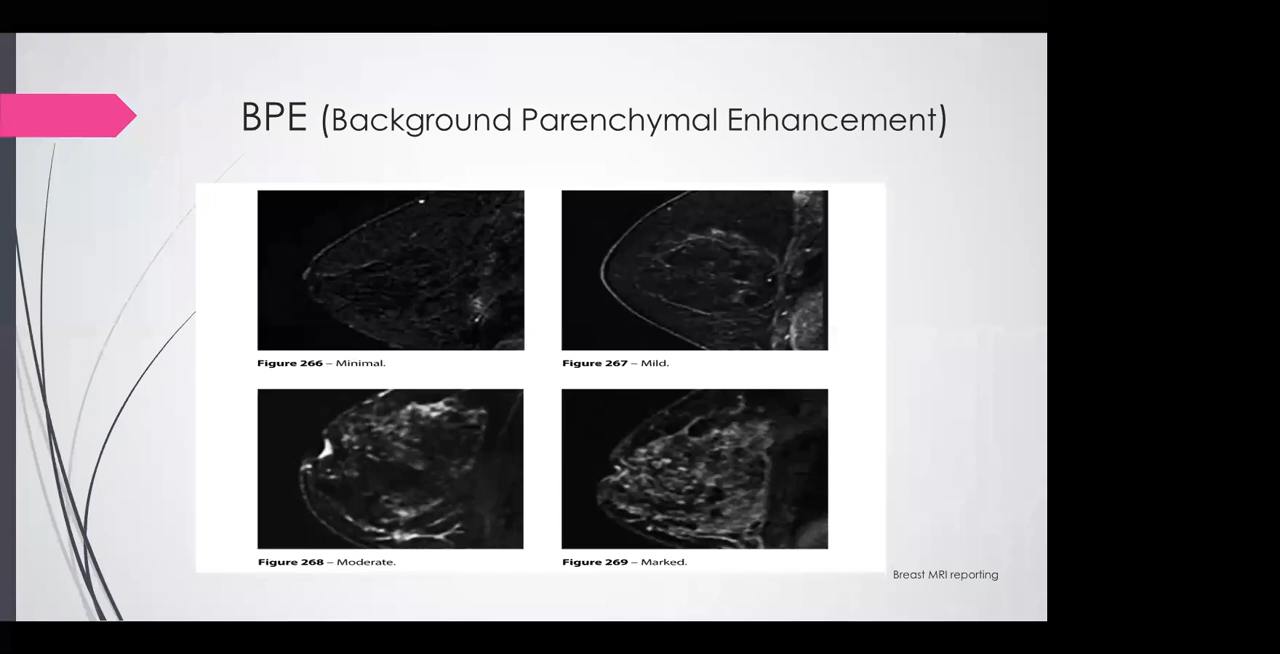 BPE (Background Parenchymal Enhancement)
Figure 266 – Minimal.
Figure 267 – Mild.
Figure 268 – Moderate.
Figure 269 – Marked.
Breast MRI reporting